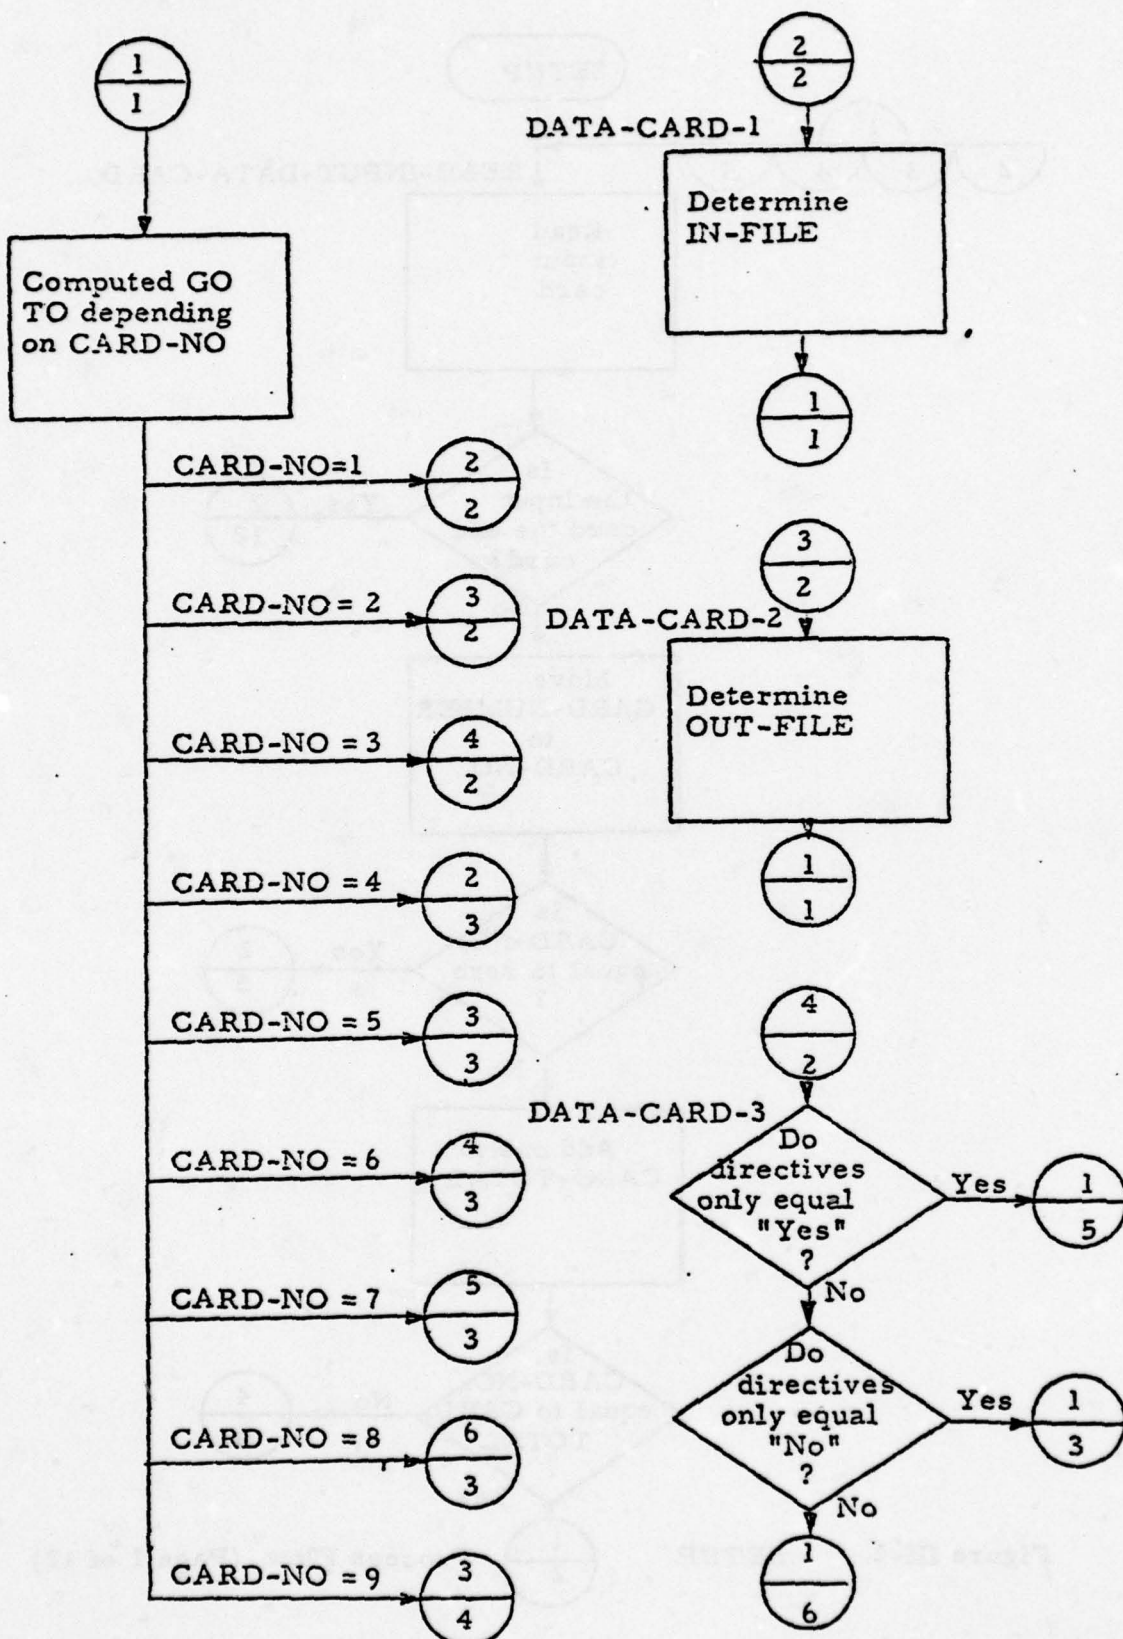 1
1
Computed GO
TO depending
on CARD-NO
CARD-NO=1
2
2
CARD-NO= 2
3
2
CARD-NO =3
4
2
CARD-NO =4
2
3
CARD-NO =5
3
3
CARD-NO =6
4
3
CARD-NO =7
5
3
CARD-NO =8
6
3
CARD-NO =9
3
4
2
2
DATA-CARD-1
Determine
IN-FILE
1
1
3
2
DATA-CARD-2
Determine
OUT-FILE
1
1
4
2
DATA-CARD-3
Do
directives
only equal
"Yes"
?
Yes
1
5
No
Do
directives
only equal
"No"
?
Yes
1
3
No
1
6